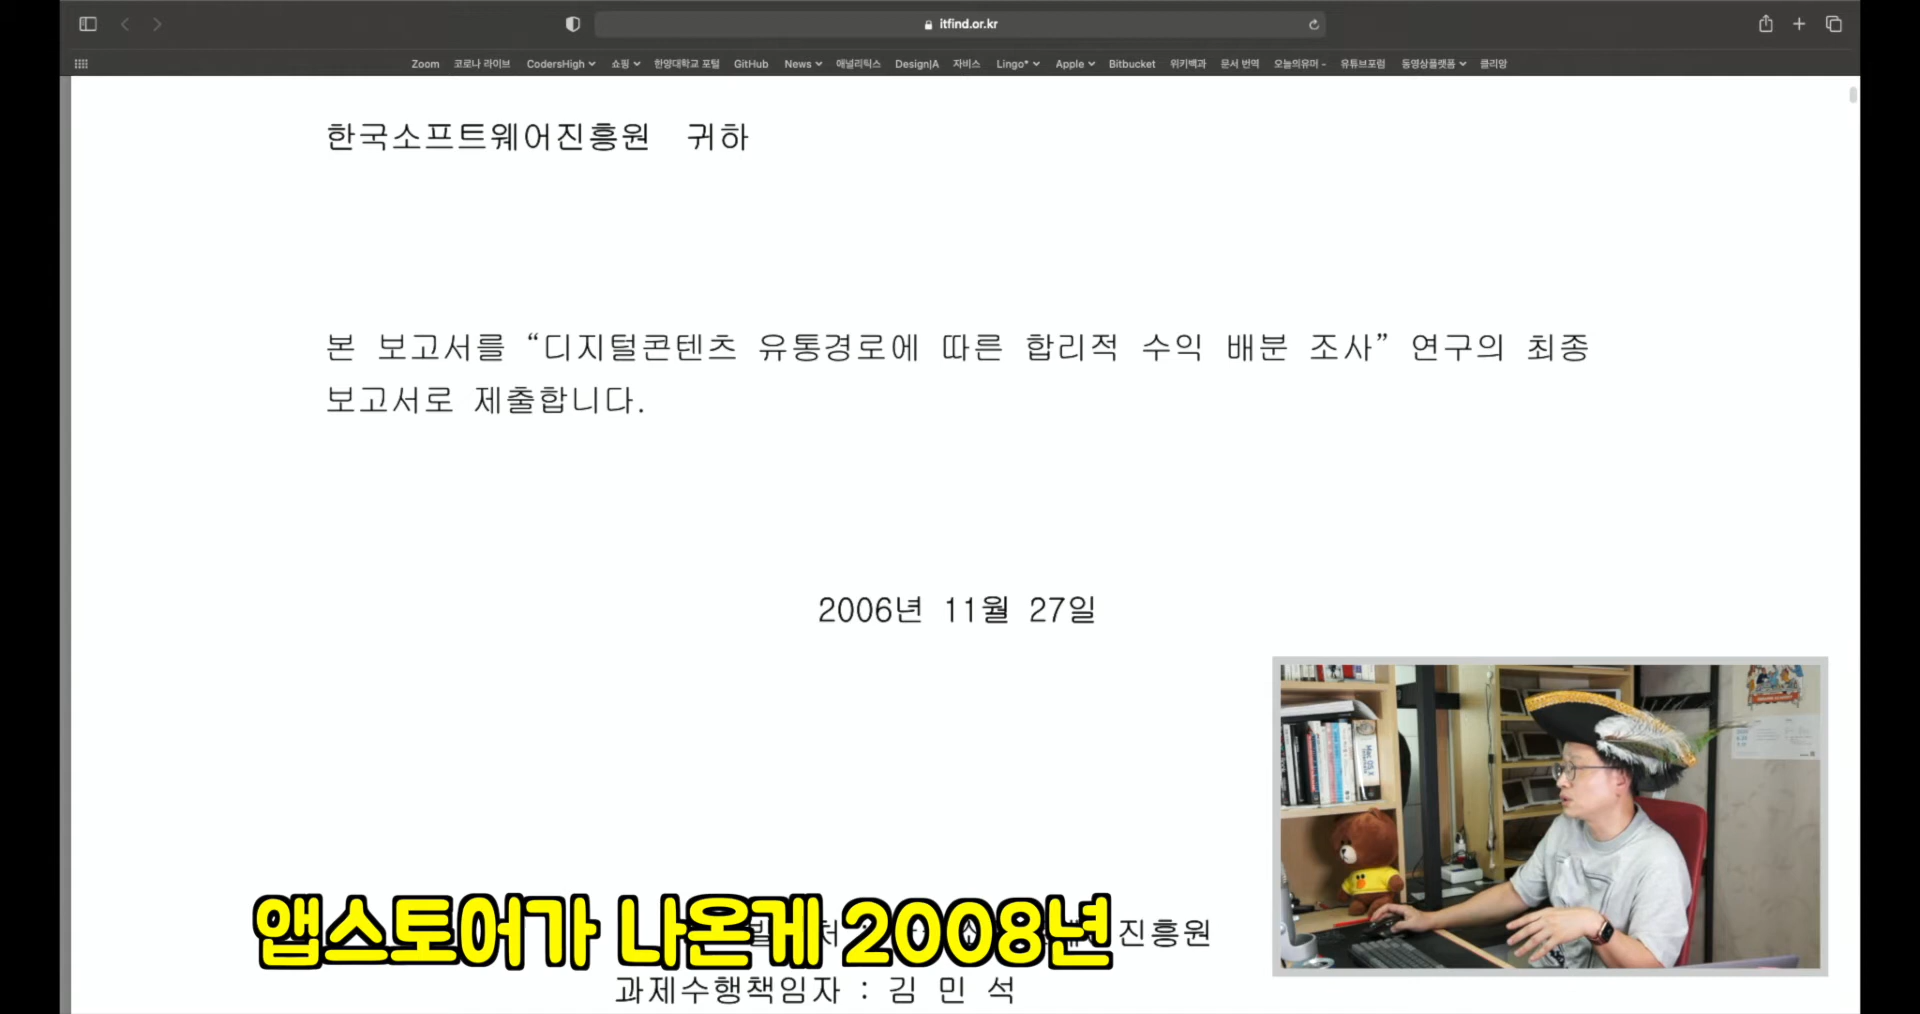 itfind.or.kr
Zoom 코로나 라이브 CodersHigh 쇼핑 한양대학교 포털 GitHub News 애널리틱스 Design|A 자비스 Lingo* Apple Bitbucket 위키백과 문서 번역 오늘의유머 - 유튜브포럼 동영상플랫폼 클리앙
한국소프트웨어진흥원 귀하
본 보고서를 “디지털콘텐츠 유통경로에 따른 합리적 수익 배분 조사” 연구의 최종
보고서로 제출합니다.
2006년 11월 27일
Mac OS X
앱스토어가 나온게 2008년
진흥원
과제수행책임자 : 김 민 석